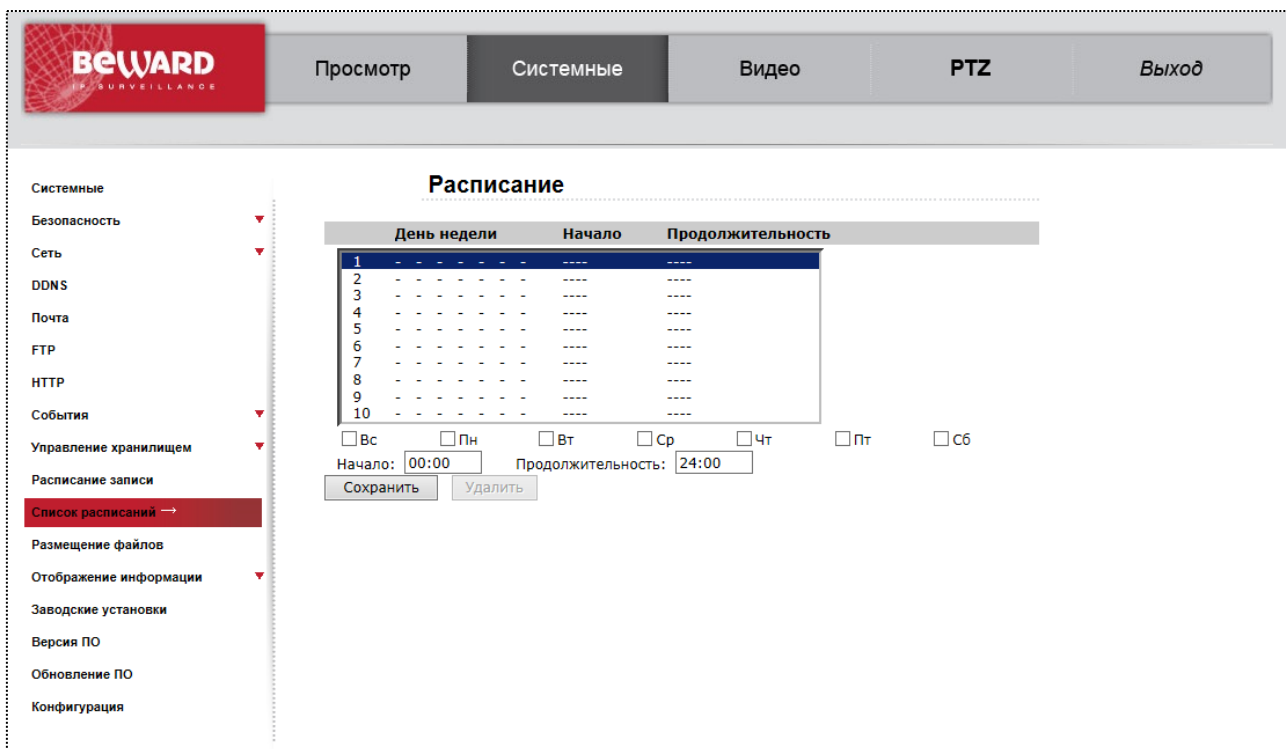 BEWARD
IP SURVEILLANCE
Просмотр Системные Видео PTZ Выход
Системные
Безопасность
Сеть
DDNS
Почта
FTP
HTTP
События
Управление хранилищем
Расписание записи
Список расписаний →
Размещение файлов
Отображение информации
Заводские установки
Версия ПО
Обновление ПО
Конфигурация
Расписание
День недели Начало Продолжительность
1 - - - - - - - ---- ----
2 - - - - - - - ---- ----
3 - - - - - - - ---- ----
4 - - - - - - - ---- ----
5 - - - - - - - ---- ----
6 - - - - - - - ---- ----
7 - - - - - - - ---- ----
8 - - - - - - - ---- ----
9 - - - - - - - ---- ----
10 - - - - - - - ---- ----
Вс Пн Вт Ср Чт Пт Сб
Начало: 00:00 Продолжительность: 24:00
Сохранить Удалить